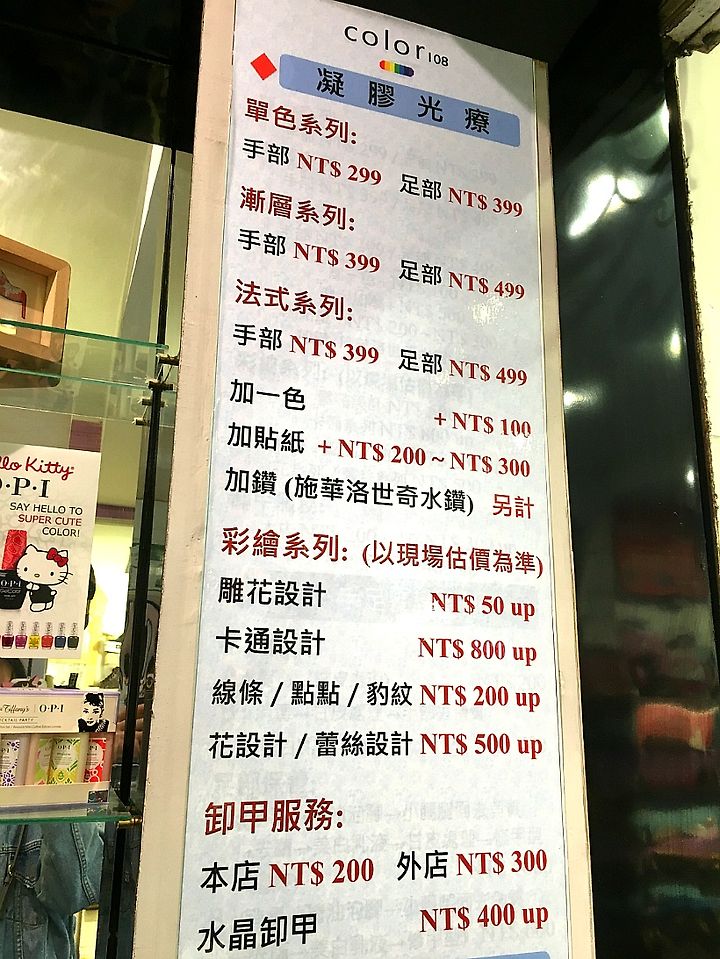 color108
凝膠光療
單色系列:
手部 NT$ 299 足部 NT$ 399
漸層系列:
手部 NT$ 399 足部 NT$ 499
法式系列:
手部 NT$ 399 足部 NT$ 499
加一色 + NT$ 100
加貼紙 + NT$ 200 ~ NT$ 300
加鑽 (施華洛世奇水鑽) 另計
彩繪系列: (以現場估價為準)
雕花設計 NT$ 50 up
卡通設計 NT$ 800 up
線條 / 點點 / 豹紋 NT$ 200 up
花設計 / 蕾絲設計 NT$ 500 up
卸甲服務:
本店 NT$ 200 外店 NT$ 300
水晶卸甲 NT$ 400 up
llo Kitty
O·P·I
SAY HELLO TO
SUPER CUTE
COLOR!
O·P·I
Tiffany's O·P·I
COCKTAIL PARTY